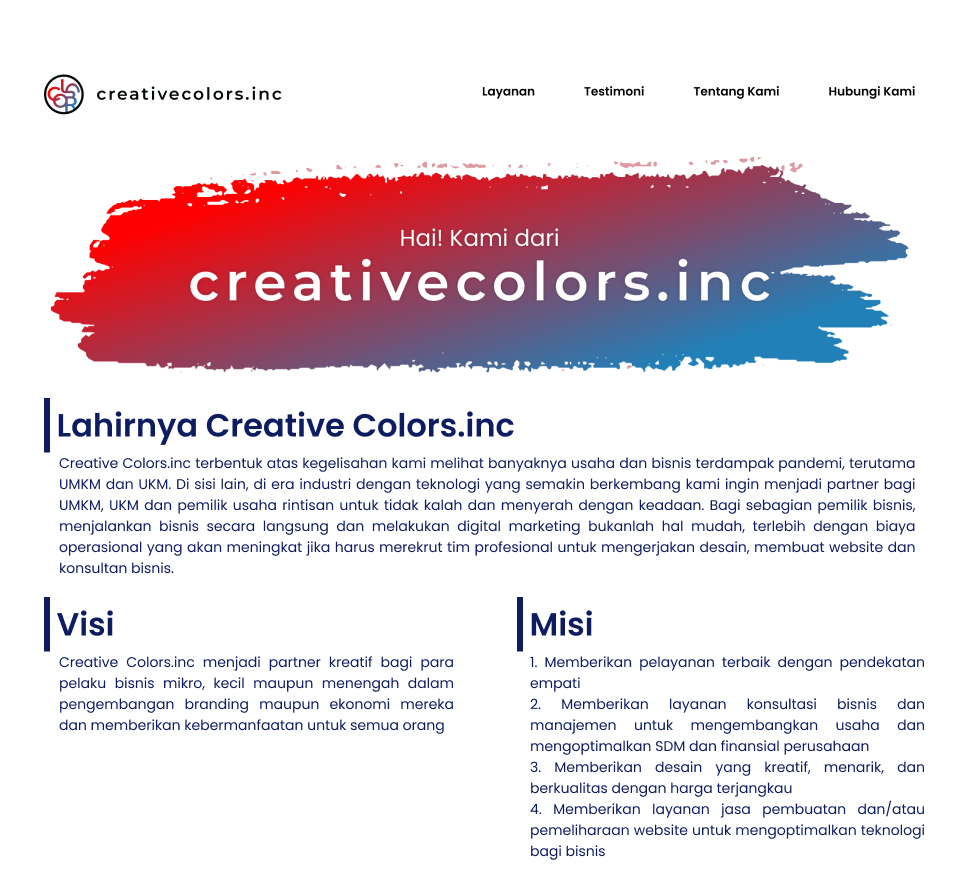 creativecolors.inc
Layanan Testimoni Tentang Kami Hubungi Kami
Hai! Kami dari
creativecolors.inc
Lahirnya Creative Colors.inc
Creative Colors.inc terbentuk atas kegelisahan kami melihat banyaknya usaha dan bisnis terdampak pandemi, terutama
UMKM dan UKM. Di sisi lain, di era industri dengan teknologi yang semakin berkembang kami ingin menjadi partner bagi
UMKM, UKM dan pemilik usaha rintisan untuk tidak kalah dan menyerah dengan keadaan. Bagi sebagian pemilik bisnis,
menjalankan bisnis secara langsung dan melakukan digital marketing bukanlah hal mudah, terlebih dengan biaya
operasional yang akan meningkat jika harus merekrut tim profesional untuk mengerjakan desain, membuat website dan
konsultan bisnis.
Visi
Creative Colors.inc menjadi partner kreatif bagi para
pelaku bisnis mikro, kecil maupun menengah dalam
pengembangan branding maupun ekonomi mereka
dan memberikan kebermanfaatan untuk semua orang
Misi
1. Memberikan pelayanan terbaik dengan pendekatan
empati
2. Memberikan layanan konsultasi bisnis dan
manajemen untuk mengembangkan usaha dan
mengoptimalkan SDM dan finansial perusahaan
3. Memberikan desain yang kreatif, menarik, dan
berkualitas dengan harga terjangkau
4. Memberikan layanan jasa pembuatan dan/atau
pemeliharaan website untuk mengoptimalkan teknologi
bagi bisnis